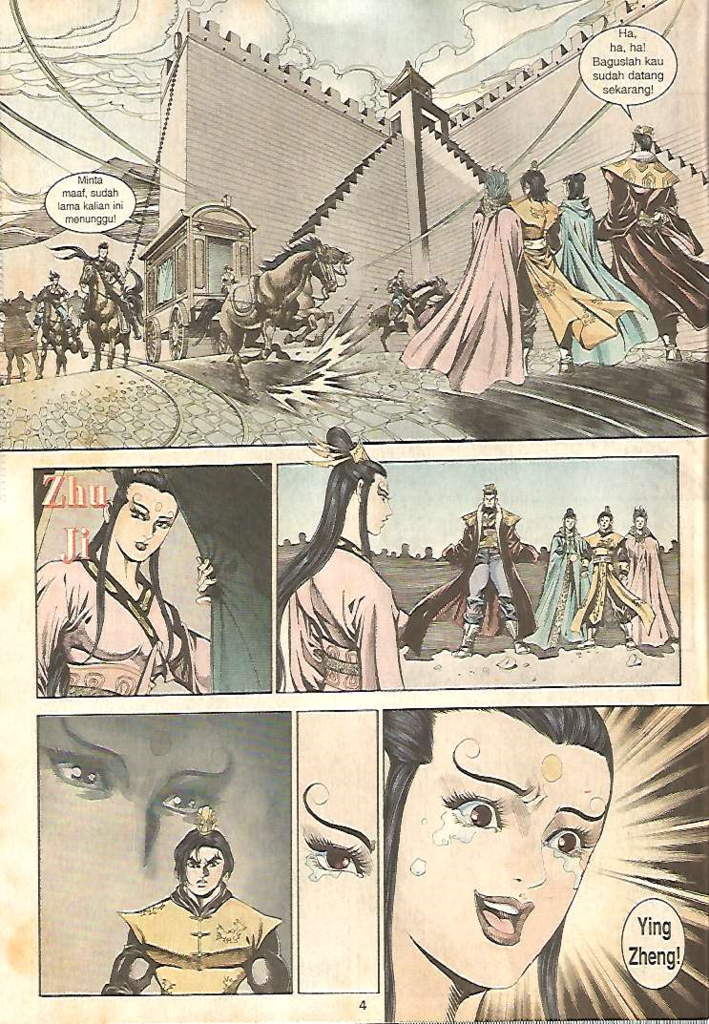 Ha,
ha, ha!
Baguslah kau
sudah datang
sekarang!
Minta
maaf, sudah
lama kalian ini
menunggu!
Zhu
Ji
Ying
Zheng!
4